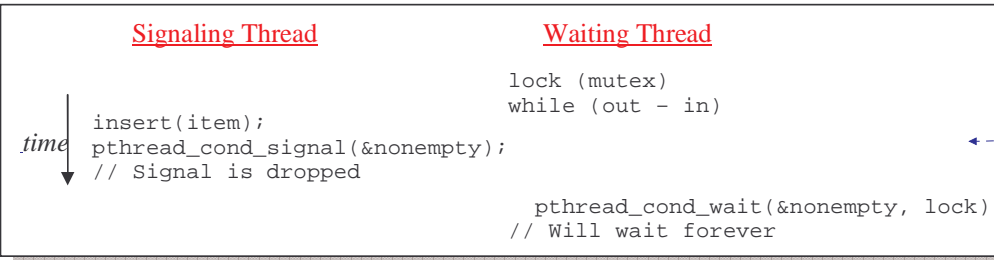 Signaling Thread Waiting Thread
lock (mutex)
while (out – in)
insert(item);
time pthread_cond_signal(&nonempty);
// Signal is dropped
pthread_cond_wait(&nonempty, lock)
// Will wait forever